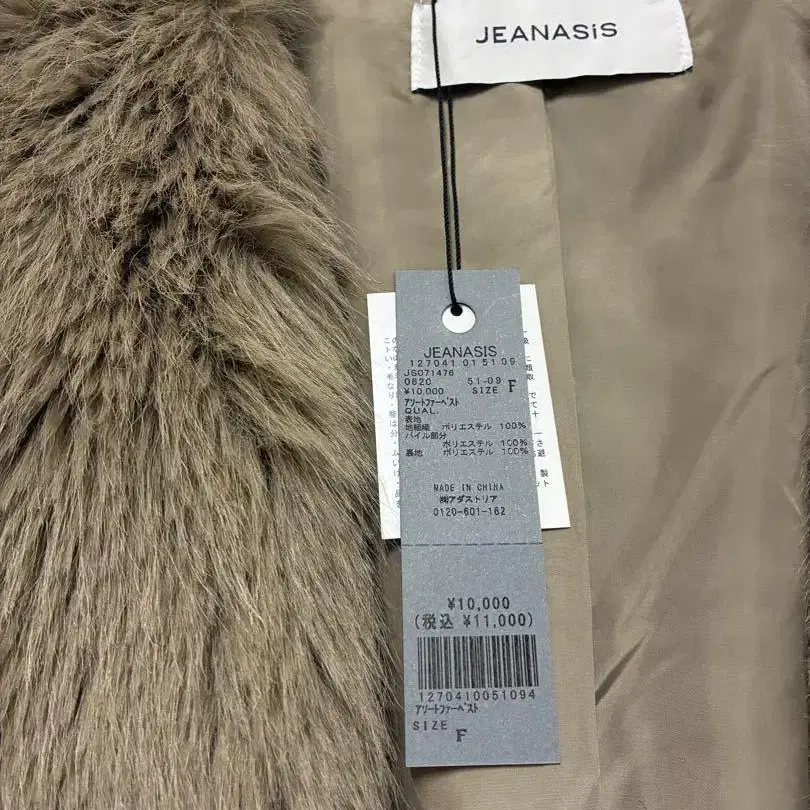 JEANASiS
JEANASIS
127041 01 51 09
JS071476
0620 51-09
¥10,000 SIZE F
アソートファーベスト
QUAL.
表地
地組織 ポリエステル 100%
パイル部分
ポリエステル 100%
裏地 ポリエステル 100%
MADE IN CHINA
㈱アダストリア
0120-601-162
¥10,000
(税込 ¥11,000)
1270410051094
アソートファーベスト
SIZE
F